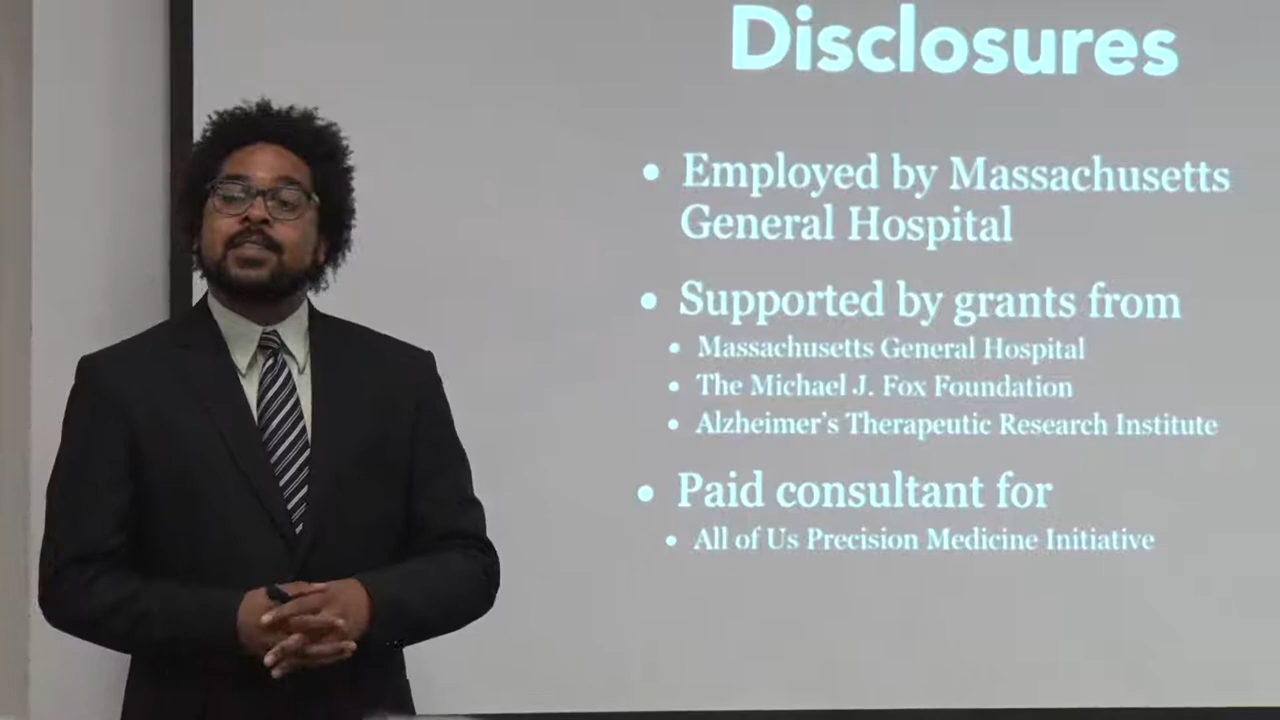 Disclosures
• Employed by Massachusetts
General Hospital
• Supported by grants from
• Massachusetts General Hospital
• The Michael J. Fox Foundation
• Alzheimer's Therapeutic Research Institute
• Paid consultant for
• All of Us Precision Medicine Initiative